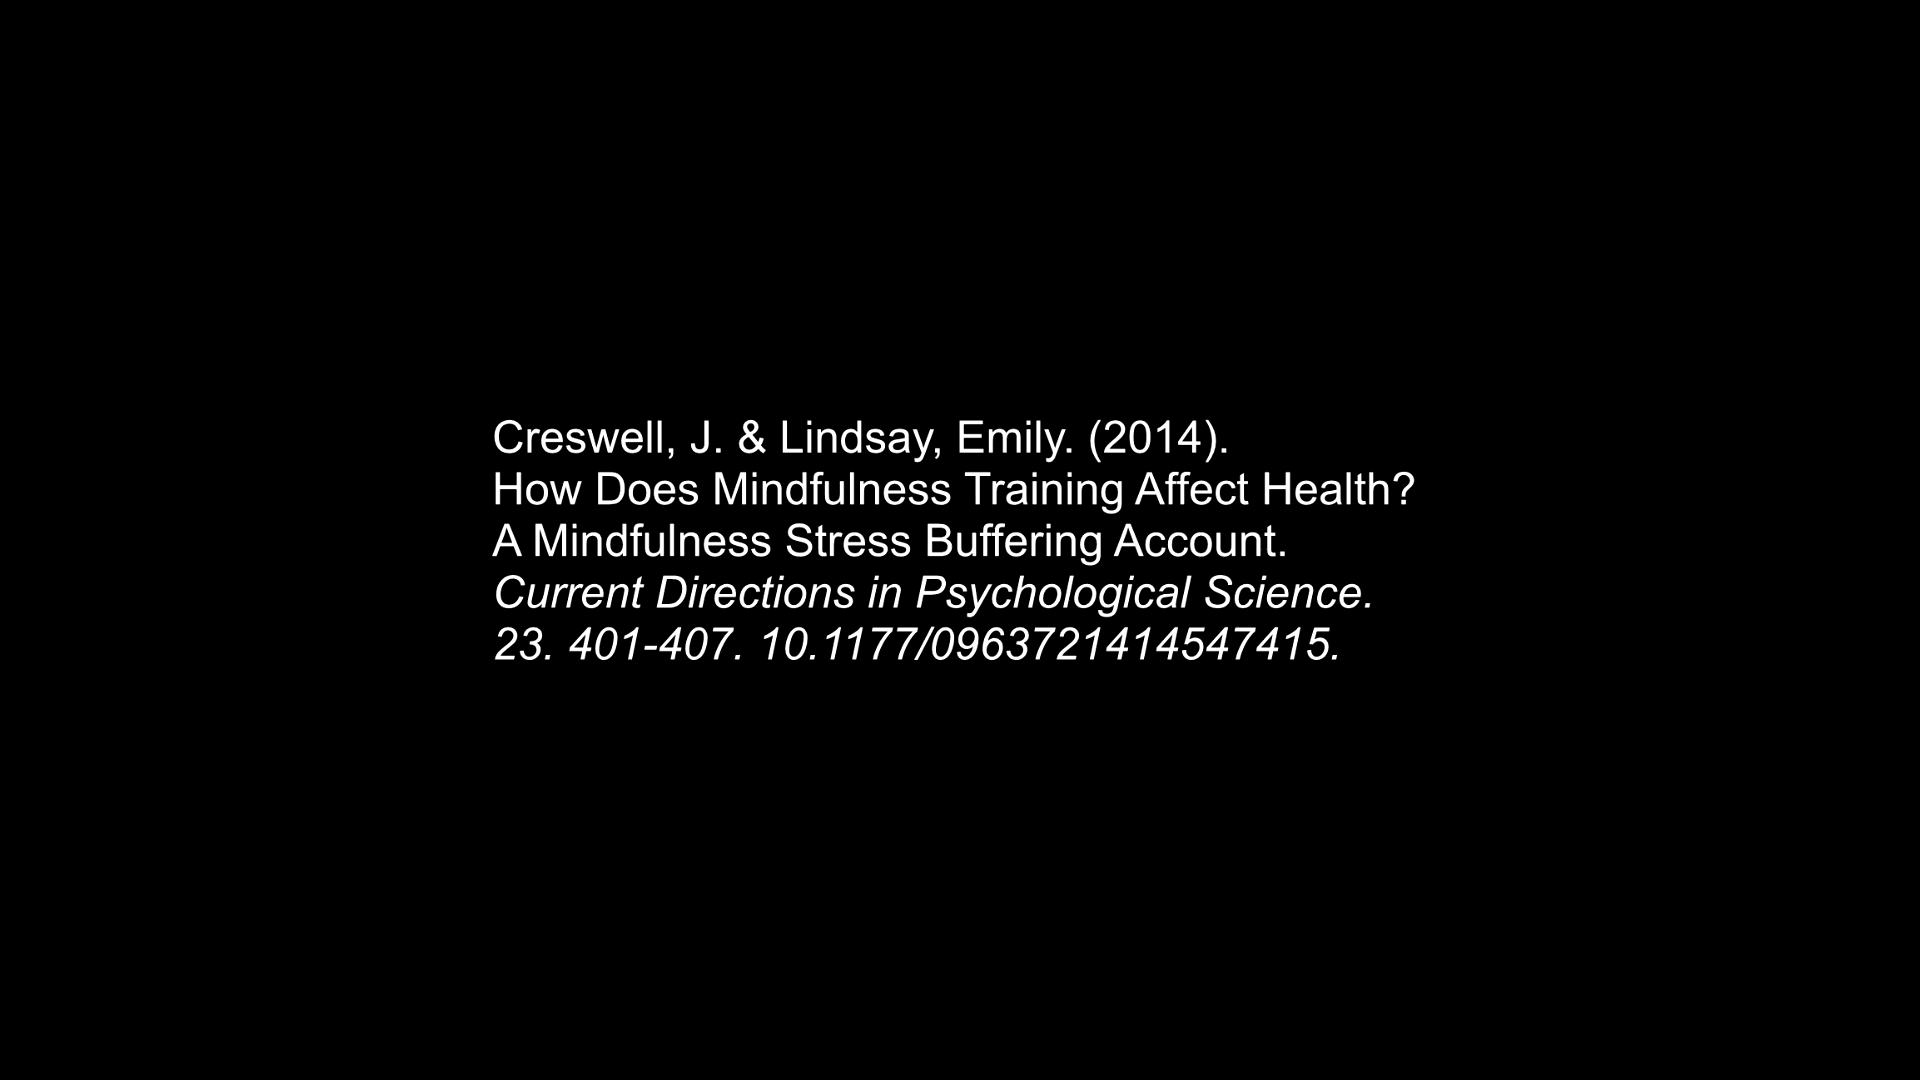 Creswell, J. & Lindsay, Emily. (2014).
How Does Mindfulness Training Affect Health?
A Mindfulness Stress Buffering Account.
Current Directions in Psychological Science.
23. 401-407. 10.1177/0963721414547415.